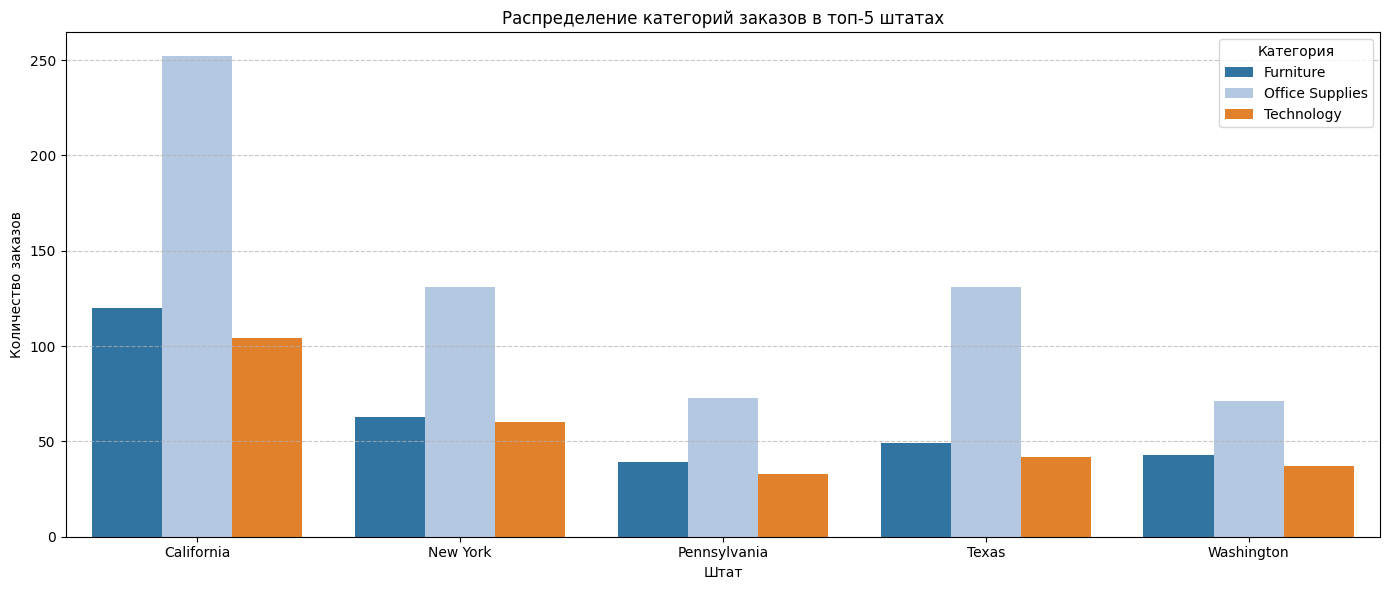 Распределение категорий заказов в топ-5 штатах
Категория
Furniture
Office Supplies
Technology
Количество заказов
250
200
150
100
50
0
California New York Pennsylvania Texas Washington
Штат